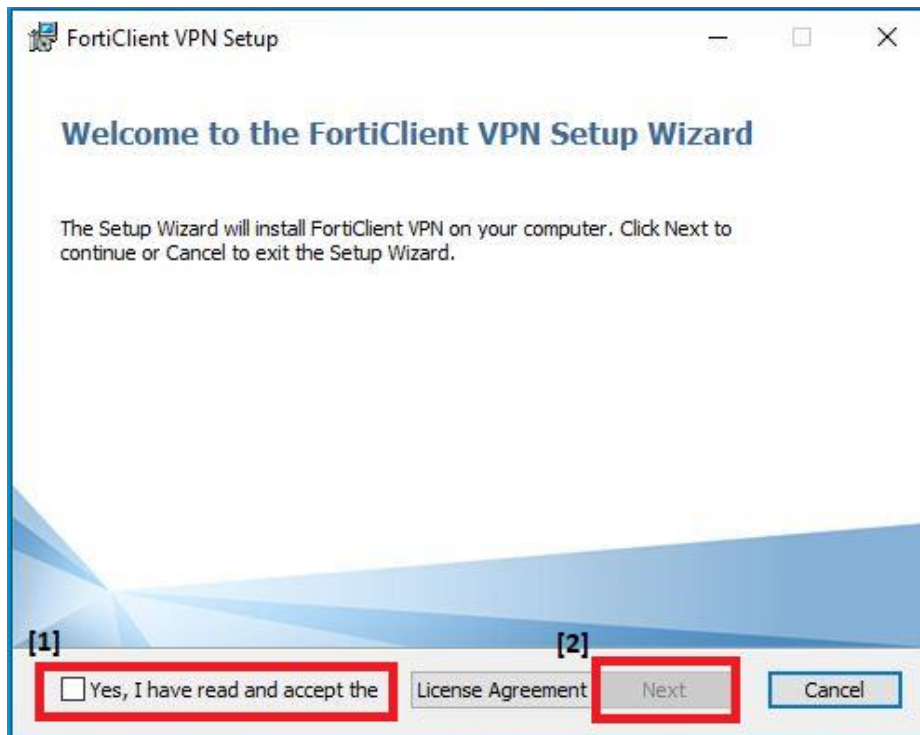 FortiClient VPN Setup
Welcome to the FortiClient VPN Setup Wizard
The Setup Wizard will install FortiClient VPN on your computer. Click Next to
continue or Cancel to exit the Setup Wizard.
[1]
[2]
Yes, I have read and accept the License Agreement Next Cancel